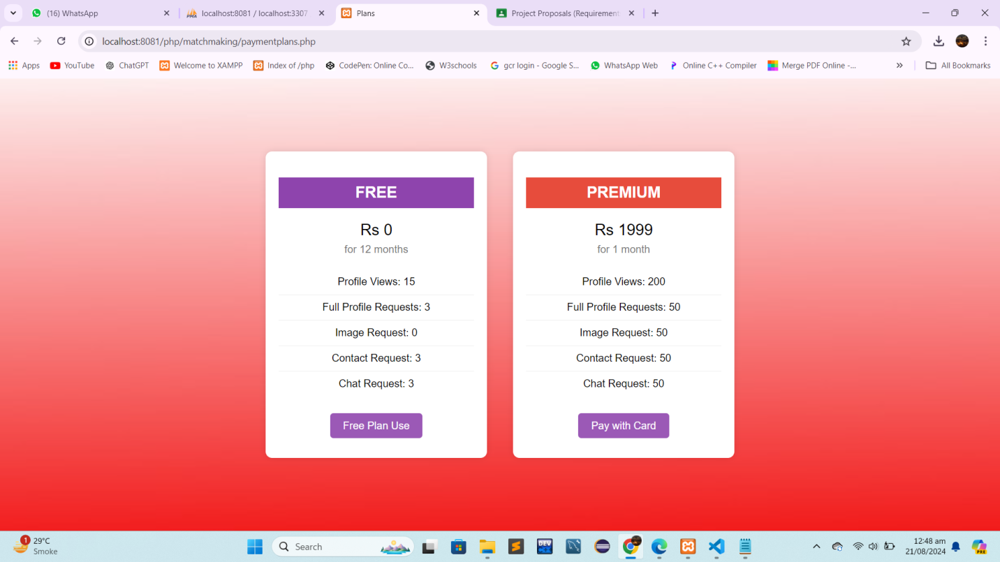 (16) WhatsApp
localhost:8081 / localhost:3307
Plans
Project Proposals (Requirement
localhost:8081/php/matchmaking/paymentplans.php
Apps
YouTube
ChatGPT
Welcome to XAMPP
Index of /php
CodePen: Online Co...
W3schools
gcr login - Google S...
WhatsApp Web
Online C++ Compiler
Merge PDF Online -...
All Bookmarks
FREE
Rs 0
for 12 months
Profile Views: 15
Full Profile Requests: 3
Image Request: 0
Contact Request: 3
Chat Request: 3
Free Plan Use
PREMIUM
Rs 1999
for 1 month
Profile Views: 200
Full Profile Requests: 50
Image Request: 50
Contact Request: 50
Chat Request: 50
Pay with Card
1
29°C
Smoke
Search
DEV
PRE
12:48 am
21/08/2024